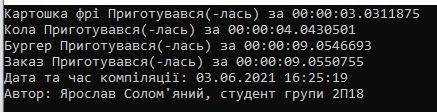 Картошка фрі Приготувався(-лась) за 00:00:03.0311875
Кола Приготувався(-лась) за 00:00:04.0430501
Бургер Приготувався(-лась) за 00:00:09.0546693
Заказ Приготувався(-лась) за 00:00:09.0550755
Дата та час компіляції: 03.06.2021 16:25:19
Автор: Ярослав Солом'яний, студент групи 2П18